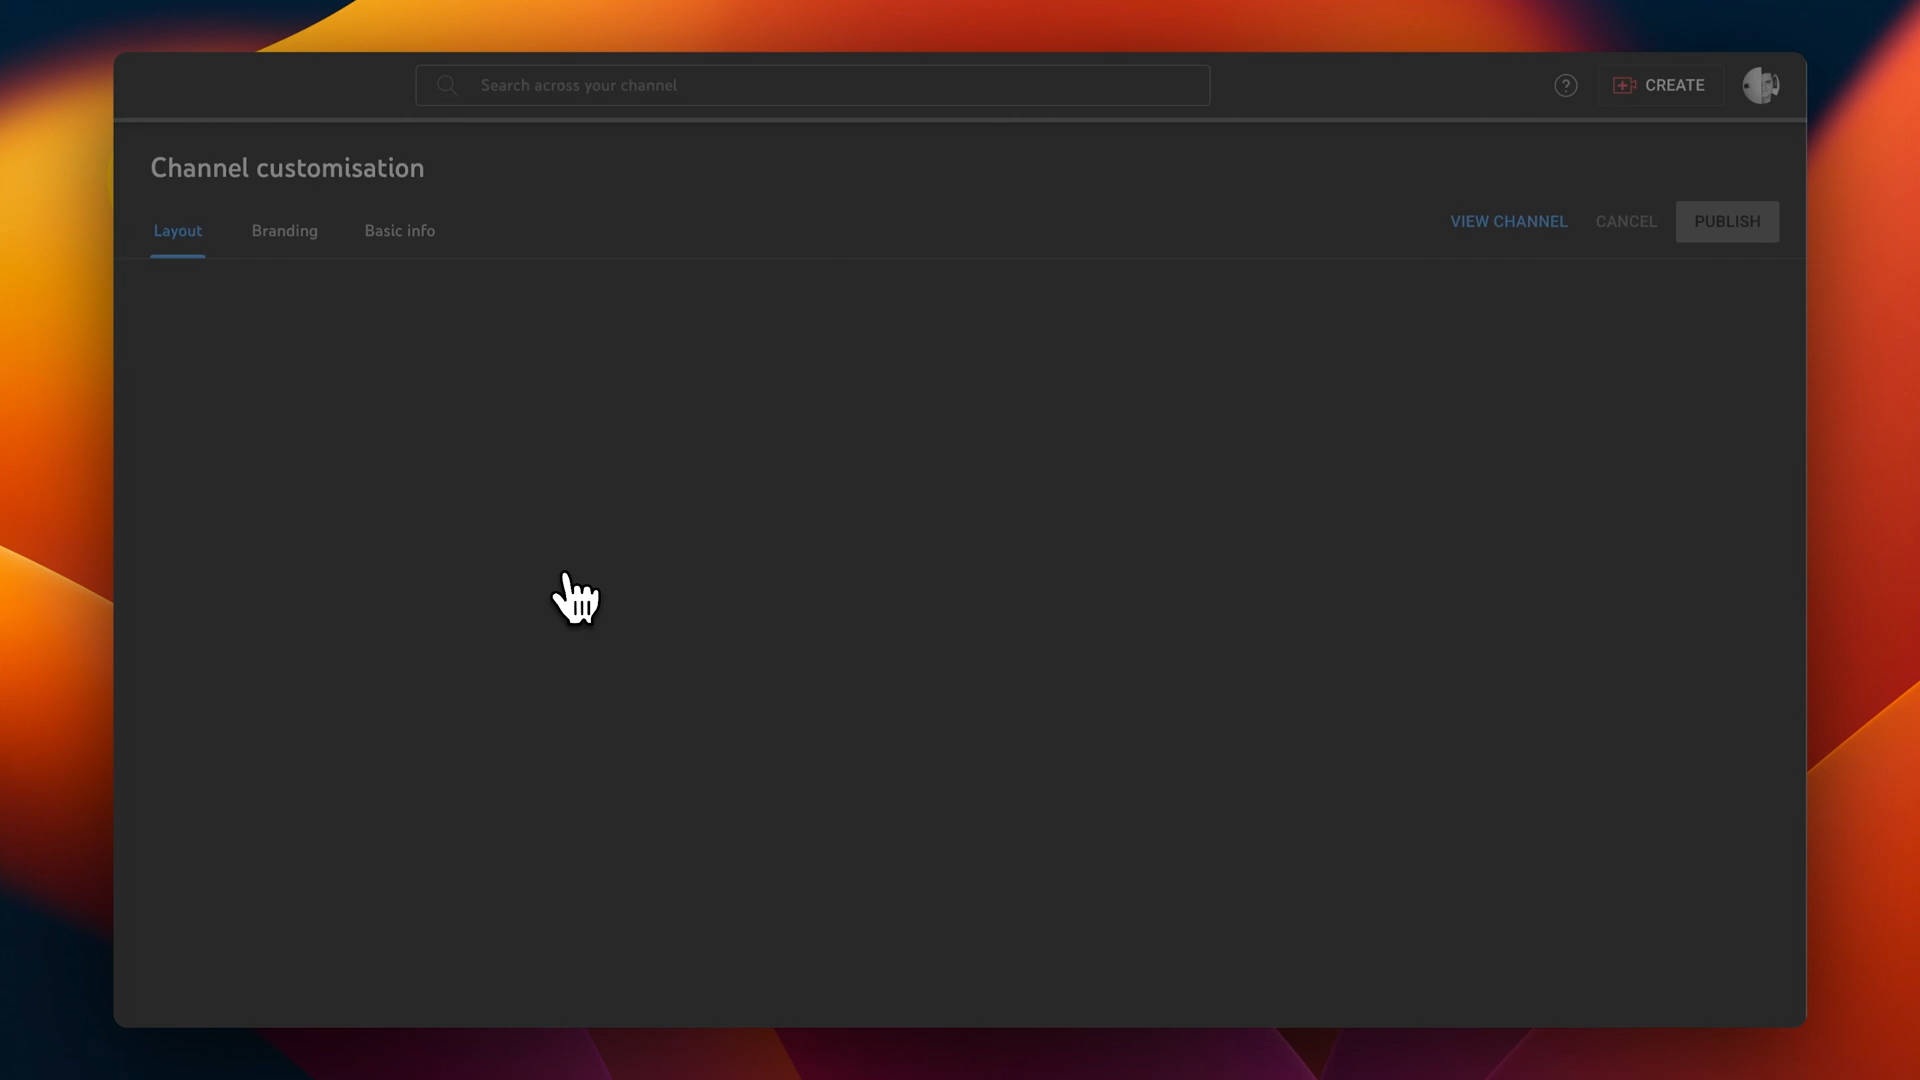 Search across your channel
CREATE
Channel customisation
Layout
Branding
Basic info
VIEW CHANNEL
CANCEL
PUBLISH